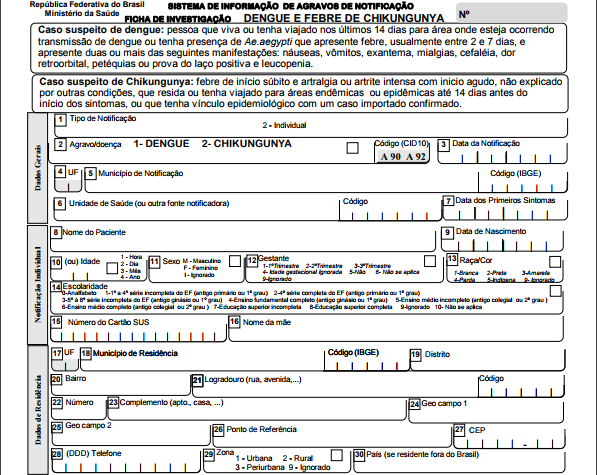 República Federativa do Brasil
Ministério da Saúde
SISTEMA DE INFORMAÇÃO DE AGRAVOS DE NOTIFICAÇÃO
FICHA DE INVESTIGAÇÃO DENGUE E FEBRE DE CHIKUNGUNYA
Nº
Caso suspeito de dengue: pessoa que viva ou tenha viajado nos últimos 14 dias para área onde esteja ocorrendo
transmissão de dengue ou tenha presença de Ae.aegypti que apresente febre, usualmente entre 2 e 7 dias, e
apresente duas ou mais das seguintes manifestações: náuseas, vômitos, exantema, mialgias, cefaléia, dor
retroorbital, petéquias ou prova do laço positiva e leucopenia.
Caso suspeito de Chikungunya: febre de início súbito e artralgia ou artrite intensa com inicio agudo, não explicado
por outras condições, que resida ou tenha viajado para áreas endêmicas ou epidêmicas até 14 dias antes do
início dos sintomas, ou que tenha vínculo epidemiológico com um caso importado confirmado.
Dados Gerais
1 Tipo de Notificação
2 - Individual
2 Agravo/doença 1- DENGUE 2- CHIKUNGUNYA
Código (CID10)
A 90 A 92
3 Data da Notificação
4 UF
5 Município de Notificação
Código (IBGE)
6 Unidade de Saúde (ou outra fonte notificadora)
Código
7 Data dos Primeiros Sintomas
Notificação Individual
8 Nome do Paciente
9 Data de Nascimento
10 (ou) Idade
1 - Hora
2 - Dia
3 - Mês
4 - Ano
11 Sexo M - Masculino
F - Feminino
I - Ignorado
12 Gestante
1-1ºTrimestre 2-2ºTrimestre 3-3ºTrimestre
4- Idade gestacional Ignorada 5-Não 6- Não se aplica
9-Ignorado
13 Raça/Cor
1-Branca 2-Preta 3-Amarela
4-Parda 5-Indígena 9- Ignorado
14 Escolaridade
0-Analfabeto 1-1ª a 4ª série incompleta do EF (antigo primário ou 1º grau) 2-4ª série completa do EF (antigo primário ou 1º grau)
3-5ª à 8ª série incompleta do EF (antigo ginásio ou 1º grau) 4-Ensino fundamental completo (antigo ginásio ou 1º grau) 5-Ensino médio incompleto (antigo colegial ou 2º grau )
6-Ensino médio completo (antigo colegial ou 2º grau ) 7-Educação superior incompleta 8-Educação superior completa 9-Ignorado 10- Não se aplica
15 Número do Cartão SUS
16 Nome da mãe
Dados de Residência
17 UF
18 Município de Residência
Código (IBGE)
19 Distrito
20 Bairro
21 Logradouro (rua, avenida,...)
Código
22 Número
23 Complemento (apto., casa, ...)
24 Geo campo 1
25 Geo campo 2
26 Ponto de Referência
27 CEP
-
28 (DDD) Telefone
29 Zona
1 - Urbana 2 - Rural
3 - Periurbana 9 - Ignorado
30 País (se residente fora do Brasil)